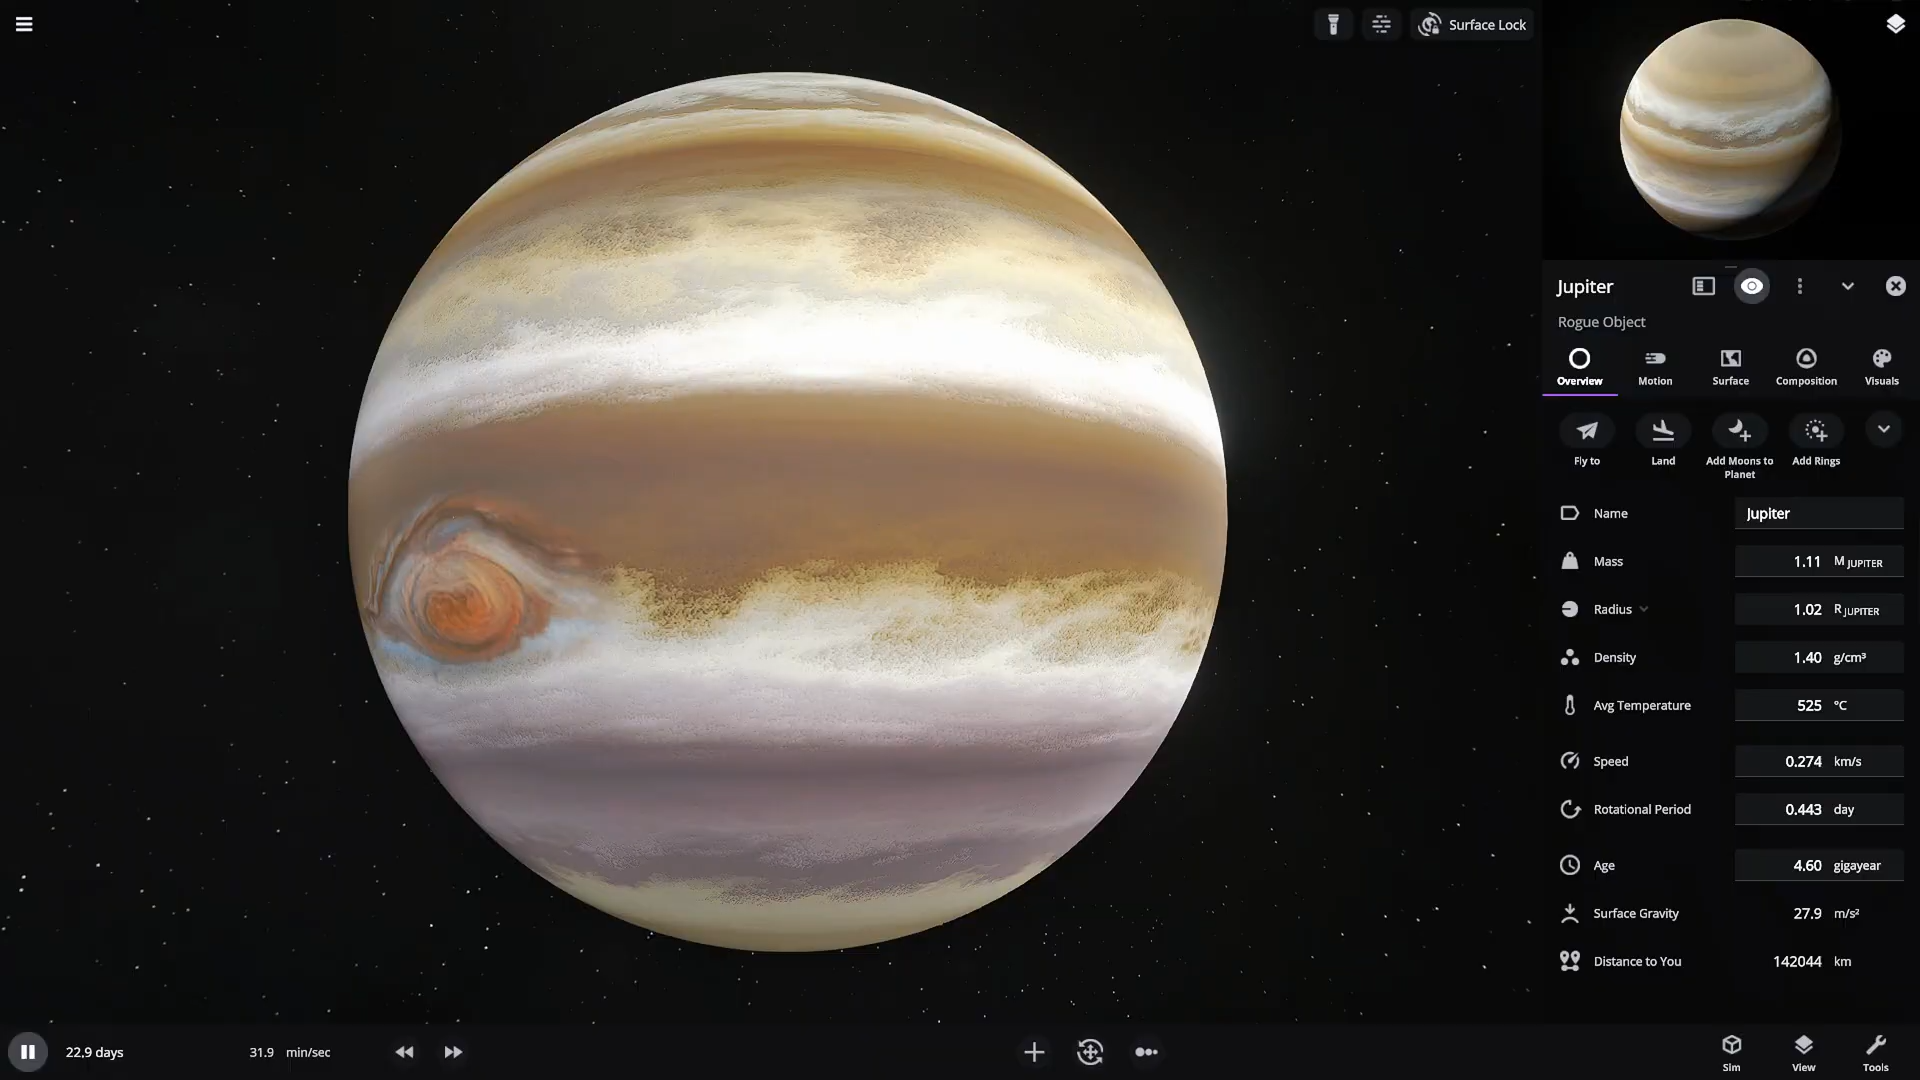 Surface Lock
Jupiter
Rogue Object
Overview Motion Surface Composition Visuals
Fly to Land Add Moons to Planet Add Rings
Name Jupiter
Mass 1.11 M JUPITER
Radius 1.02 R JUPITER
Density 1.40 g/cm³
Avg Temperature 525 °C
Speed 0.274 km/s
Rotational Period 0.443 day
Age 4.60 gigayear
Surface Gravity 27.9 m/s²
Distance to You 142044 km
22.9 days 31.9 min/sec
Sim View Tools